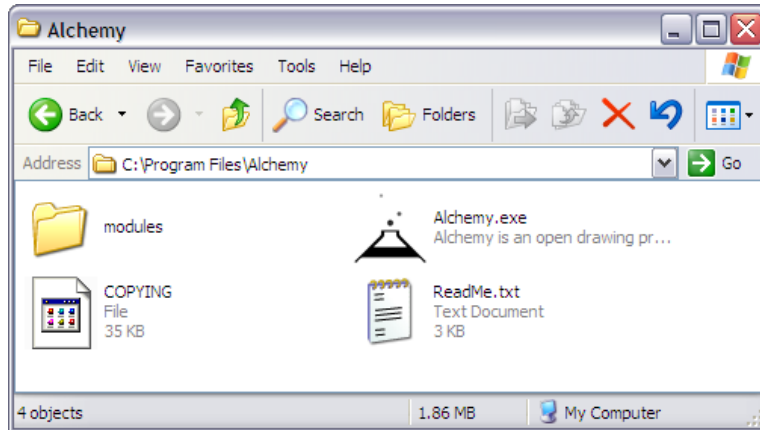 Alchemy
File Edit View Favorites Tools Help
Back Search Folders
Address C:\Program Files\Alchemy Go
modules
Alchemy.exe
Alchemy is an open drawing pr...
COPYING
File
35 KB
ReadMe.txt
Text Document
3 KB
4 objects 1.86 MB My Computer